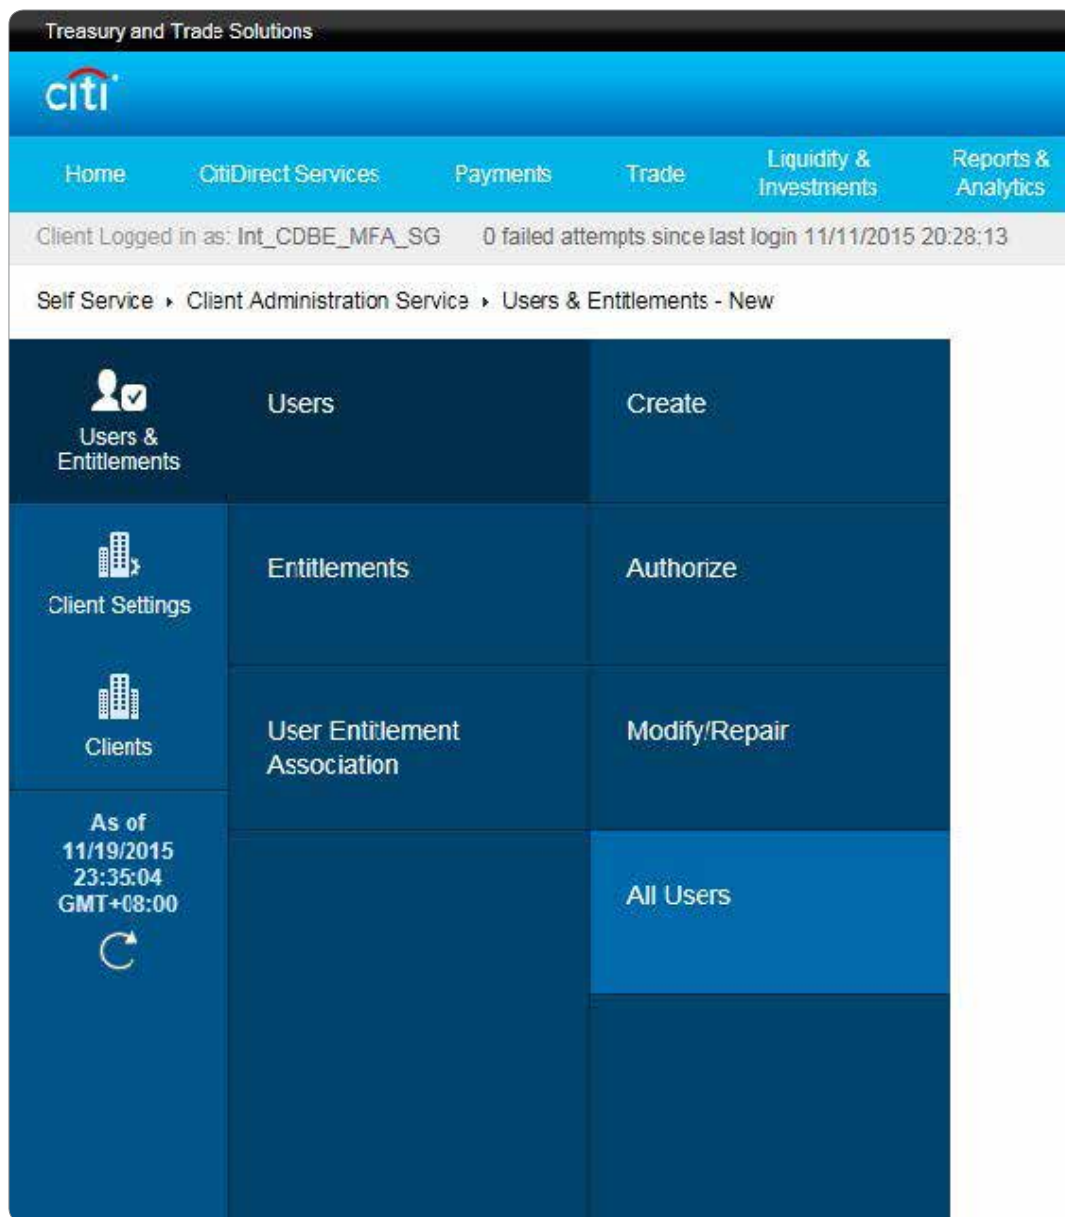 Treasury and Trade Solutions
citi
Home CitiDirect Services Payments Trade Liquidity & Investments Reports & Analytics
Client Logged in as: Int_CDBE_MFA_SG 0 failed attempts since last login 11/11/2015 20:28:13
Self Service ▸ Client Administration Service ▸ Users & Entitlements - New
Users &
Entitlements
Client Settings
Clients
As of
11/19/2015
23:35:04
GMT+08:00
Users
Entitlements
User Entitlement
Association
Create
Authorize
Modify/Repair
All Users